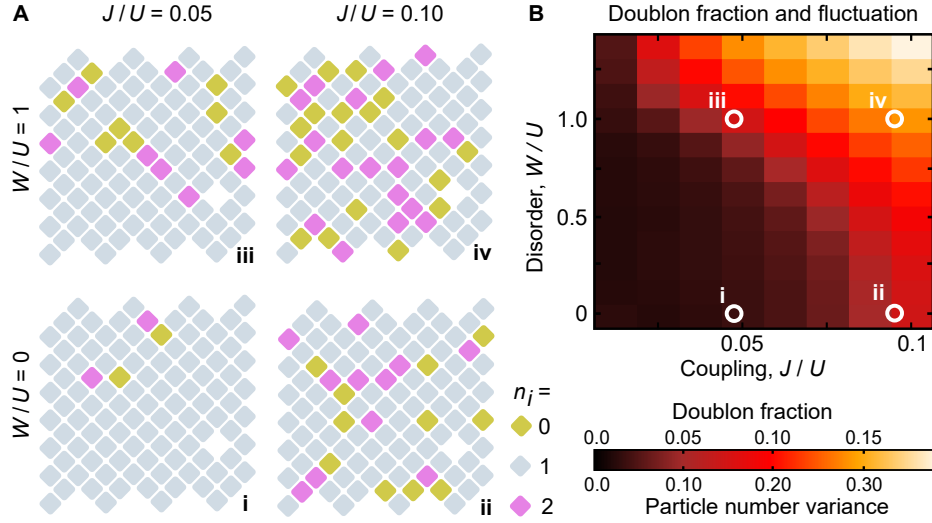 A
J / U = 0.05
J / U = 0.10
W / U = 1
iii
iv
W / U = 0
i
ii
n_i =
0
1
2
B
Doublon fraction and fluctuation
Disorder, W / U
1.0
0.5
0
iii
iv
i
ii
0.05
0.1
Coupling, J / U
Doublon fraction
0.0 0.05 0.10 0.15
0.0 0.10 0.20 0.30
Particle number variance